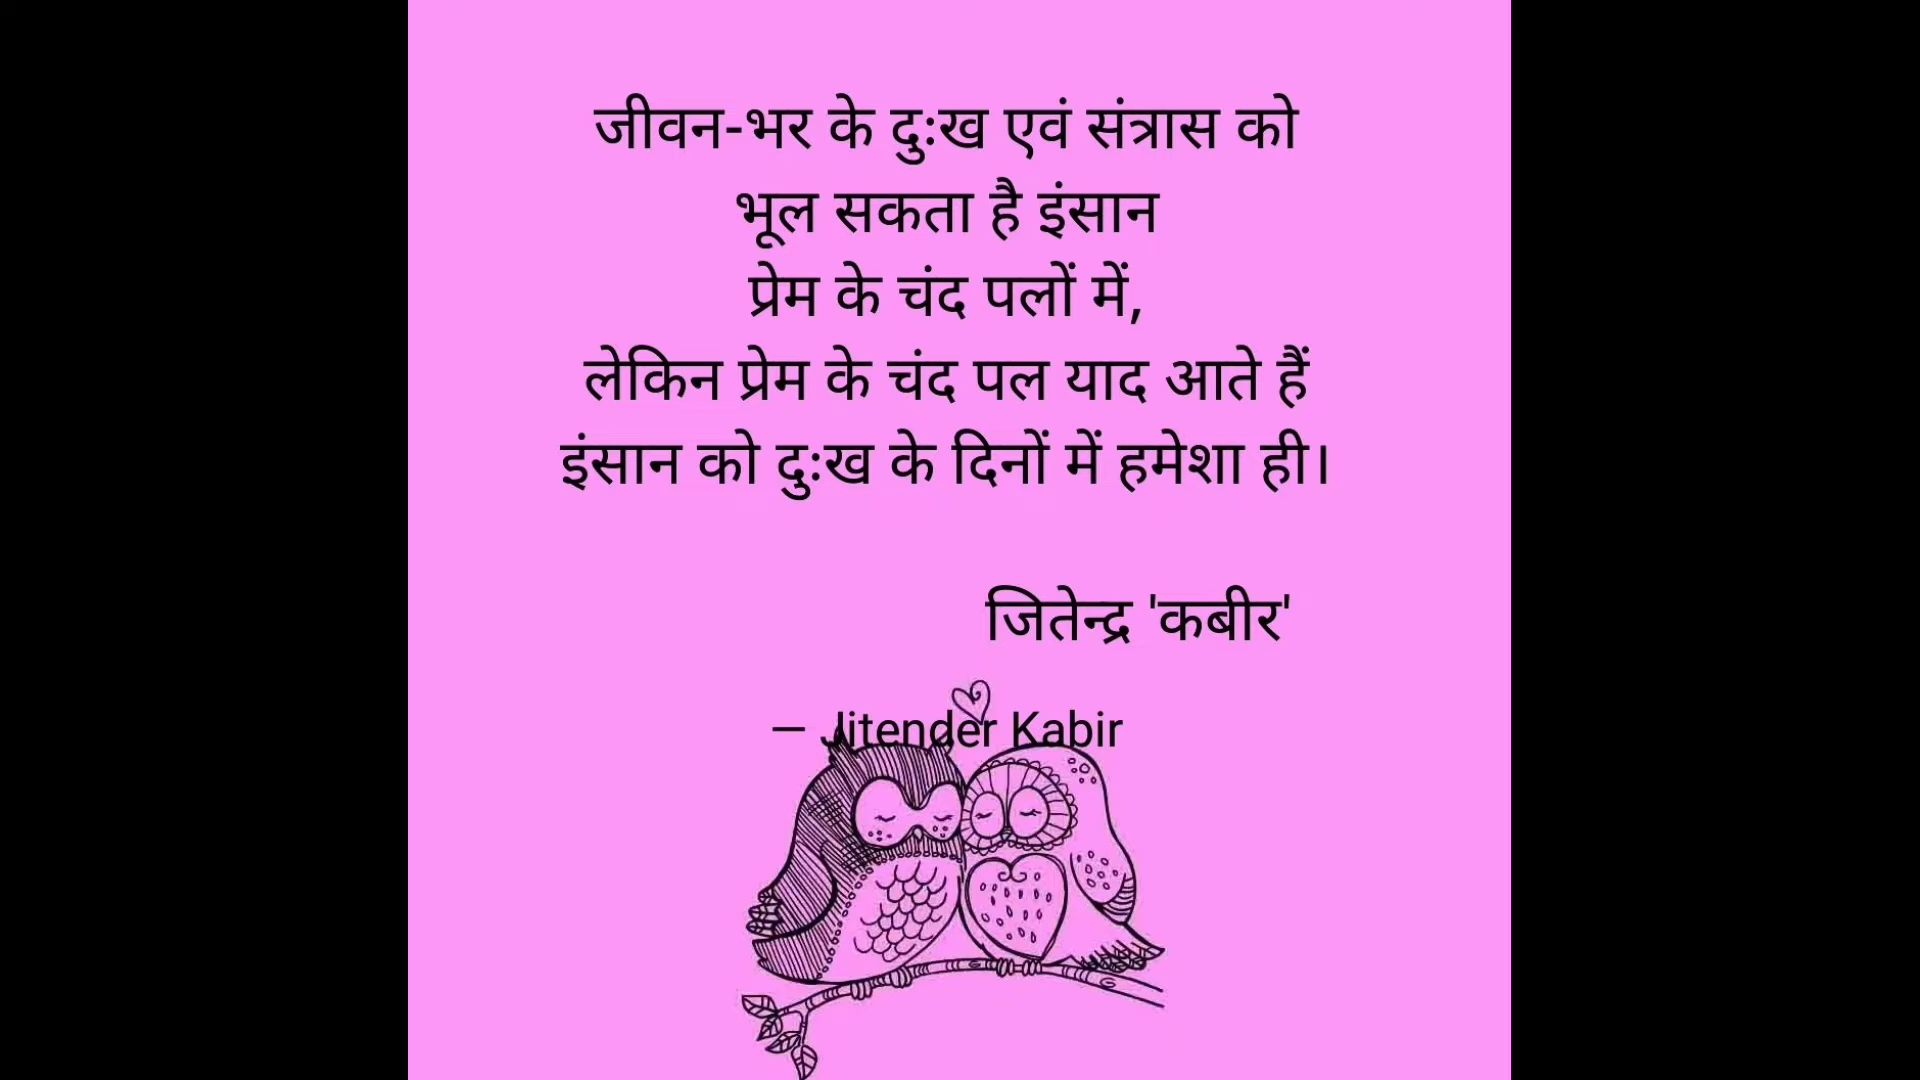 जीवन-भर के दुःख एवं संत्रास को
भूल सकता है इंसान
प्रेम के चंद पलों में,
लेकिन प्रेम के चंद पल याद आते हैं
इंसान को दुःख के दिनों में हमेशा ही।
जितेन्द्र 'कबीर'
— Jitender Kabir